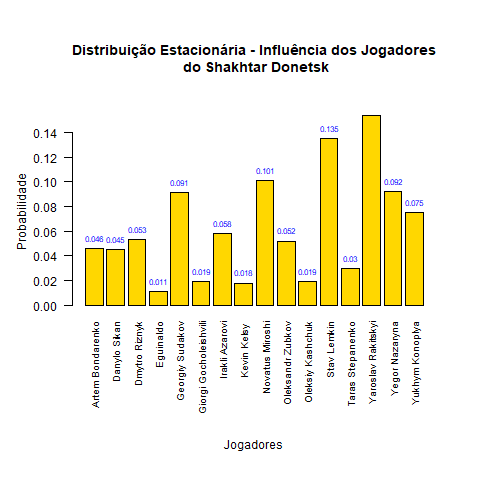 Distribuição Estacionária - Influência dos Jogadores
do Shakhtar Donetsk
Probabilidade
0.14
0.12
0.10
0.08
0.06
0.04
0.02
0.00
0.046
0.045
0.053
0.011
0.091
0.019
0.058
0.018
0.101
0.052
0.019
0.135
0.03
0.092
0.075
Artem Bondarenko
Danylo Sikan
Dmytro Riznyk
Eguinaldo
Georgiy Sudakov
Giorgi Gocholeishvili
Irakli Azarovi
Kevin Kelsy
Novatus Miroshi
Oleksandr Zubkov
Oleksiy Kashchuk
Stav Lemkin
Taras Stepanenko
Yaroslav Rakitskyi
Yegor Nazaryna
Yukhym Konoplya
Jogadores